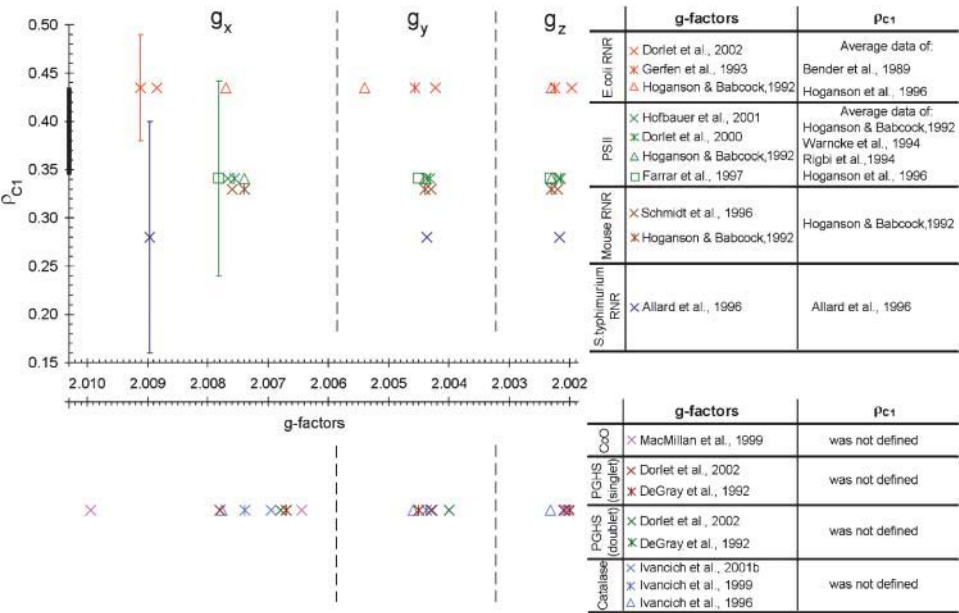 gx gy gz
0.50
0.45
0.40
0.35
0.30
0.25
0.20
0.15
ρC1
2.010 2.009 2.008 2.007 2.006 2.005 2.004 2.003 2.002
g-factors
g-factors ρC1
E.coli RNR
Dorlet et al., 2002
Gerfen et al., 1993
Hoganson & Babcock,1992
Average data of:
Bender et al., 1989
Hoganson et al., 1996
PSII
Hofbauer et al., 2001
Dorlet et al., 2000
Hoganson & Babcock,1992
Farrar et al., 1997
Average data of:
Hoganson & Babcock,1992
Warncke et al., 1994
Rigbi et al.,1994
Hoganson et al., 1996
Mouse RNR
Schmidt et al., 1996
Hoganson & Babcock,1992
Hoganson & Babcock,1992
S.typhimurium
RNR
Allard et al., 1996
Allard et al., 1996
g-factors ρC1
CoO
MacMillan et al., 1999
was not defined
PGHS
(singlet)
Dorlet et al., 2002
DeGray et al., 1992
was not defined
PGHS
(doublet)
Dorlet et al., 2002
DeGray et al., 1992
was not defined
Catalase
Ivancich et al., 2001b
Ivancich et al., 1999
Ivancich et al., 1996
was not defined